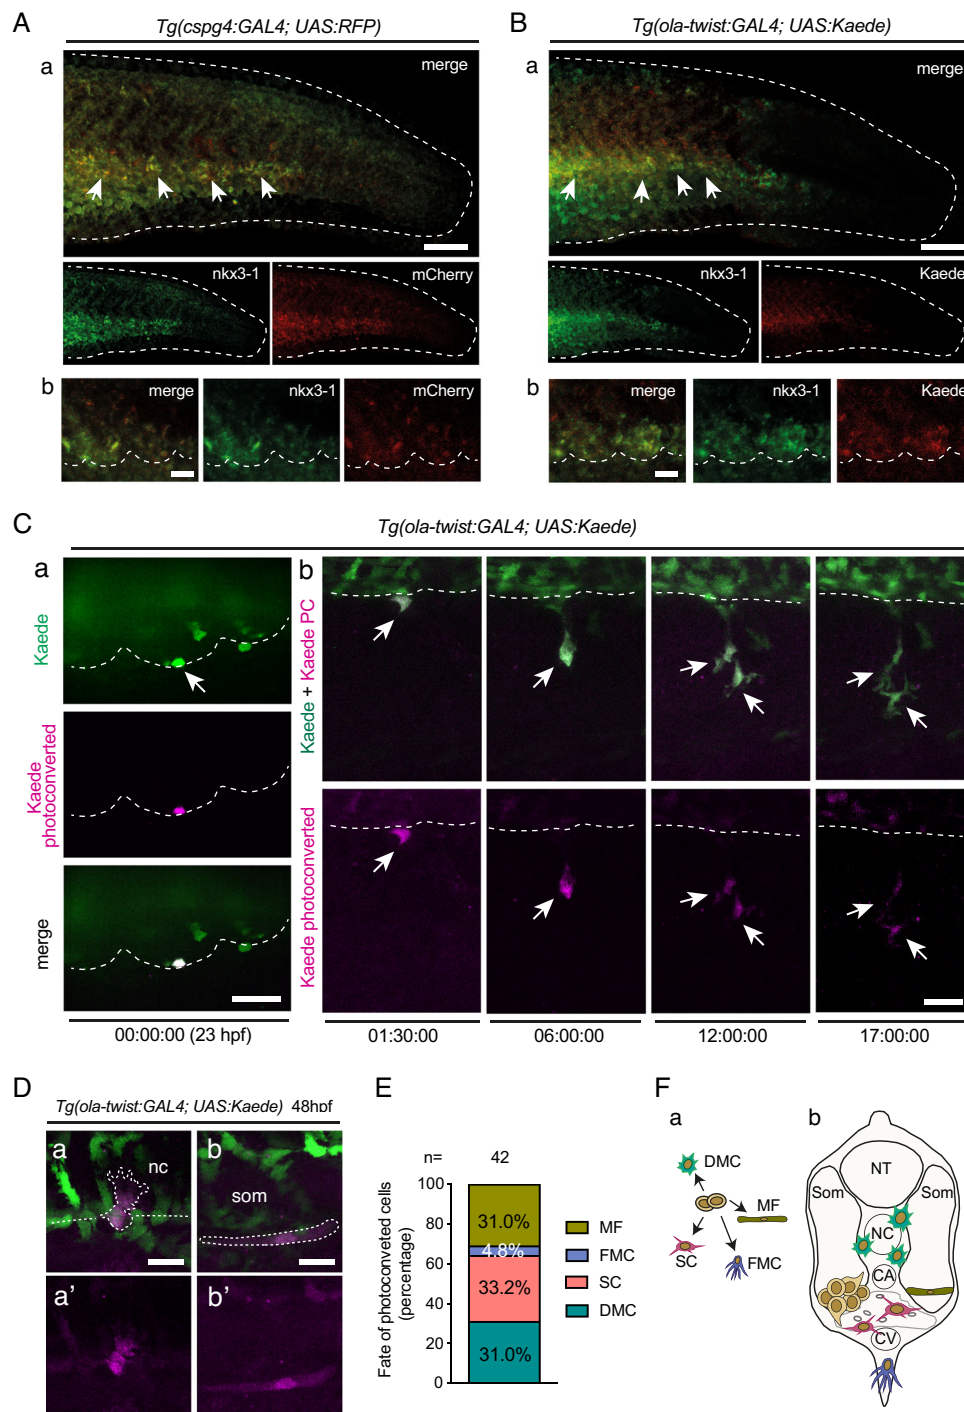 A
Tg(cspg4:GAL4; UAS:RFP)
a
merge
nkx3-1
mCherry
b
merge
nkx3-1
mCherry
B
Tg(ola-twist:GAL4; UAS:Kaede)
a
merge
nkx3-1
Kaede
b
merge
nkx3-1
Kaede
C
Tg(ola-twist:GAL4; UAS:Kaede)
a
Kaede
Kaede
photoconverted
merge
00:00:00 (23 hpf)
b
Kaede + Kaede PC
Kaede photoconverted
01:30:00
06:00:00
12:00:00
17:00:00
D
Tg(ola-twist:GAL4; UAS:Kaede) 48hpf
a
nc
b
som
a'
b'
E
n= 42
Fate of photoconveted cells
(percentage)
100
80
60
40
20
0
31.0%
4.8%
33.2%
31.0%
MF
FMC
SC
DMC
F
a
DMC
MF
SC
FMC
b
NT
Som
Som
NC
CA
CV